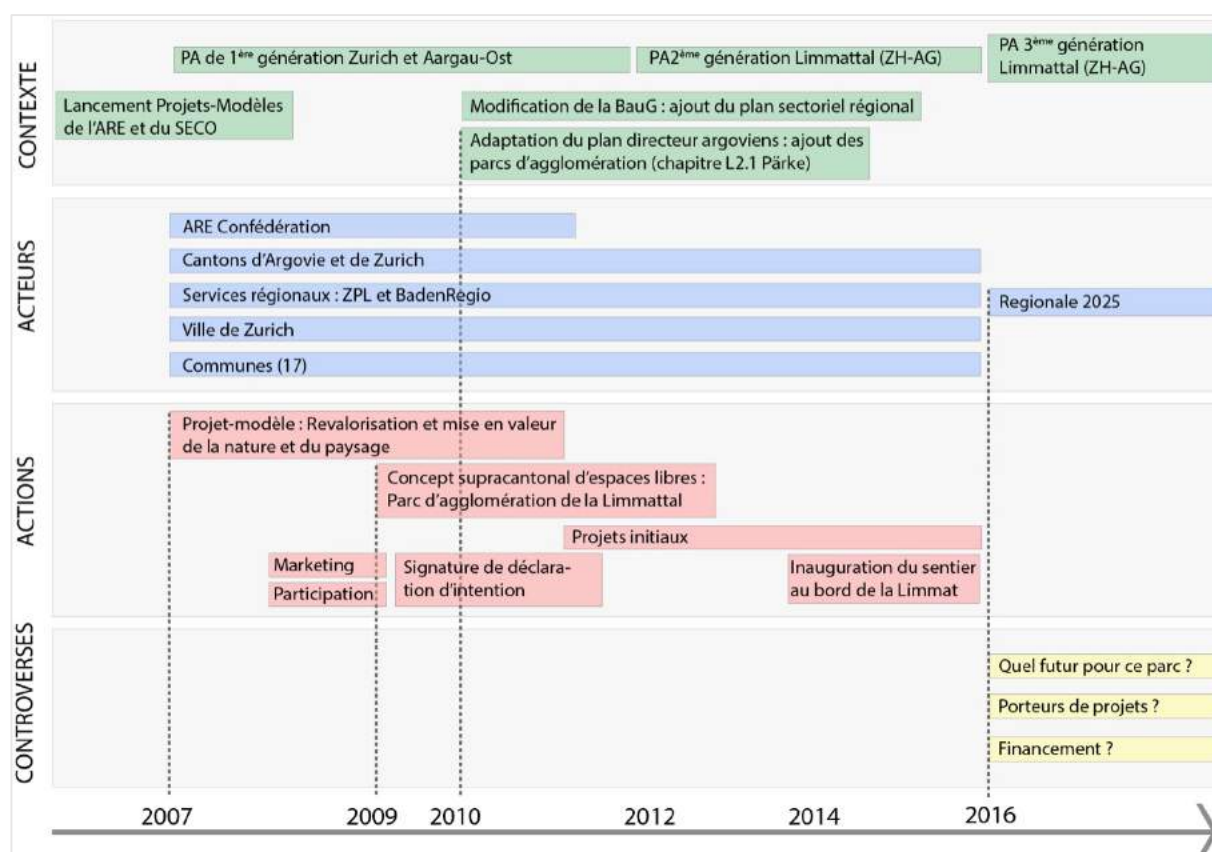 CONTEXTE
PA de 1ère génération Zurich et Aargau-Ost
PA2ème génération Limmattal (ZH-AG)
PA 3ème génération
Limmattal (ZH-AG)
Lancement Projets-Modèles
de l'ARE et du SECO
Modification de la BauG : ajout du plan sectoriel régional
Adaptation du plan directeur argoviens : ajout des
parcs d'agglomération (chapitre L2.1 Pärke)
ACTEURS
ARE Confédération
Cantons d'Argovie et de Zurich
Services régionaux : ZPL et BadenRegio
Ville de Zurich
Communes (17)
Regionale 2025
ACTIONS
Projet-modèle : Revalorisation et mise en valeur
de la nature et du paysage
Concept supracantonal d'espaces libres :
Parc d'agglomération de la Limmattal
Projets initiaux
Marketing
Participation
Signature de déclara-
tion d'intention
Inauguration du sentier
au bord de la Limmat
CONTROVERSES
Quel futur pour ce parc ?
Porteurs de projets ?
Financement ?
2007
2009
2010
2012
2014
2016